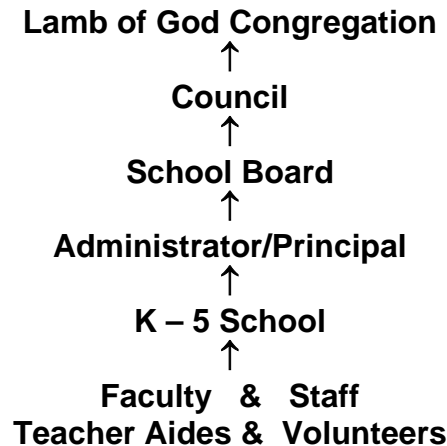 Lamb of God Congregation
↑
Council
↑
School Board
↑
Administrator/Principal
↑
K – 5 School
↑
Faculty & Staff
Teacher Aides & Volunteers